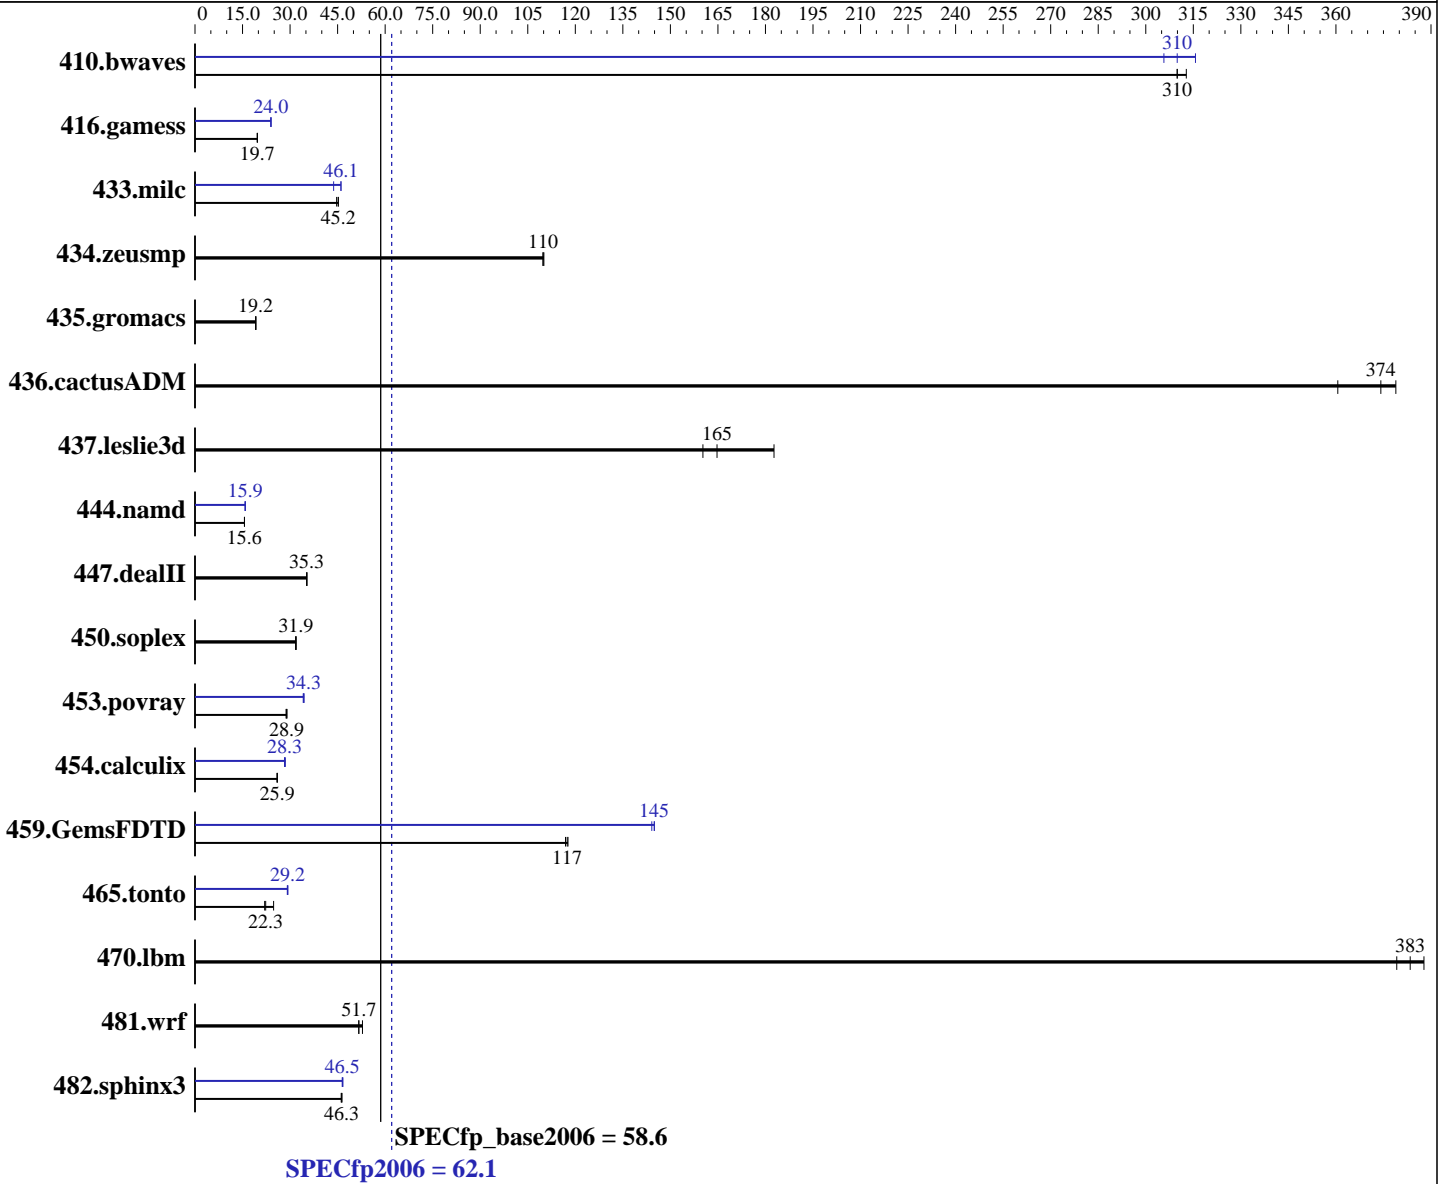 0 15.0 30.0 45.0 60.0 75.0 90.0 105 120 135 150 165 180 195 210 225 240 255 270 285 300 315 330 345 360 390
410.bwaves 310
310
416.gamess 24.0
19.7
433.milc 46.1
45.2
434.zeusmp 110
435.gromacs 19.2
436.cactusADM 374
437.leslie3d 165
444.namd 15.9
15.6
447.dealII 35.3
450.soplex 31.9
453.povray 34.3
28.9
454.calculix 28.3
25.9
459.GemsFDTD 145
117
465.tonto 29.2
22.3
470.lbm 383
481.wrf 51.7
482.sphinx3 46.5
46.3
SPECfp_base2006 = 58.6
SPECfp2006 = 62.1